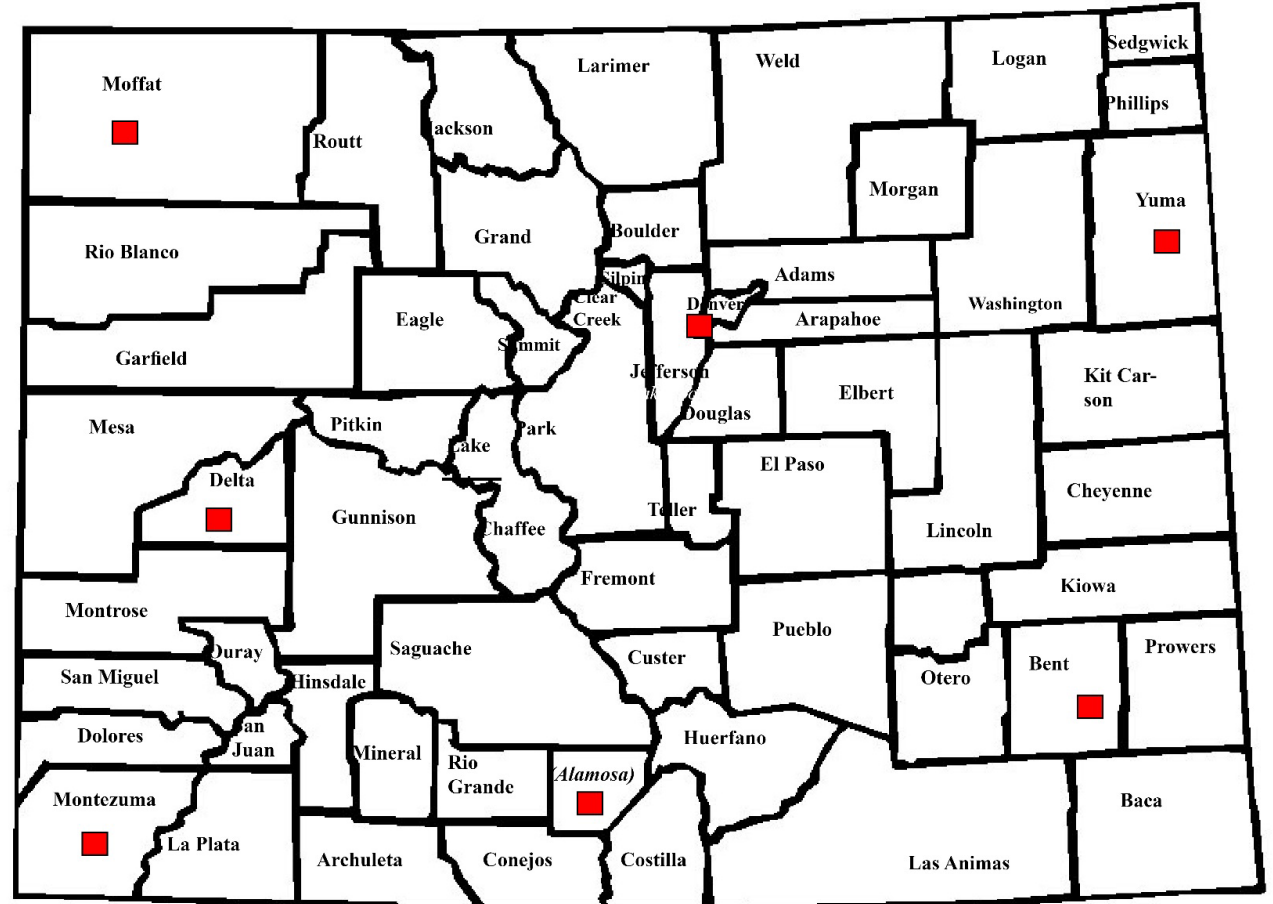 Sedgwick
Larimer
Weld
Logan
Moffat
Phillips
ackson
Routt
Morgan
Yuma
Grand
Boulder
Rio Blanco
Adams
Gilpin
Clear
Creek
Denver
Washington
Eagle
Arapahoe
Summit
Garfield
Jefferson
Kit Car-
son
Elbert
Douglas
Mesa
Pitkin
Park
Lake
El Paso
Delta
Cheyenne
Teller
Gunnison
Chaffee
Lincoln
Fremont
Kiowa
Montrose
Pueblo
Saguache
Ouray
Custer
Prowers
Bent
San Miguel
Hinsdale
Otero
Dolores
an
Juan
Huerfano
Mineral
Rio
Grande
(Alamosa)
Montezuma
Baca
La Plata
Archuleta
Conejos
Costilla
Las Animas